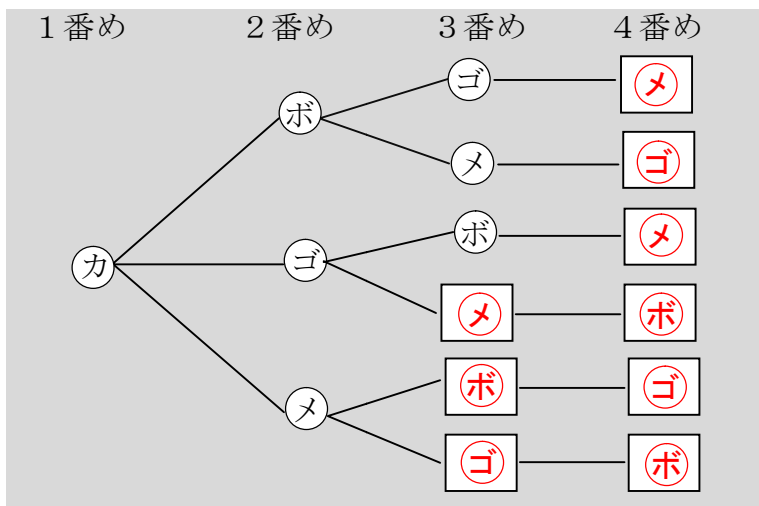 1番め 2番め 3番め 4番め
ゴ メ
ボ
メ ゴ
ボ メ
カ ゴ
メ ボ
ボ ゴ
メ
ゴ ボ